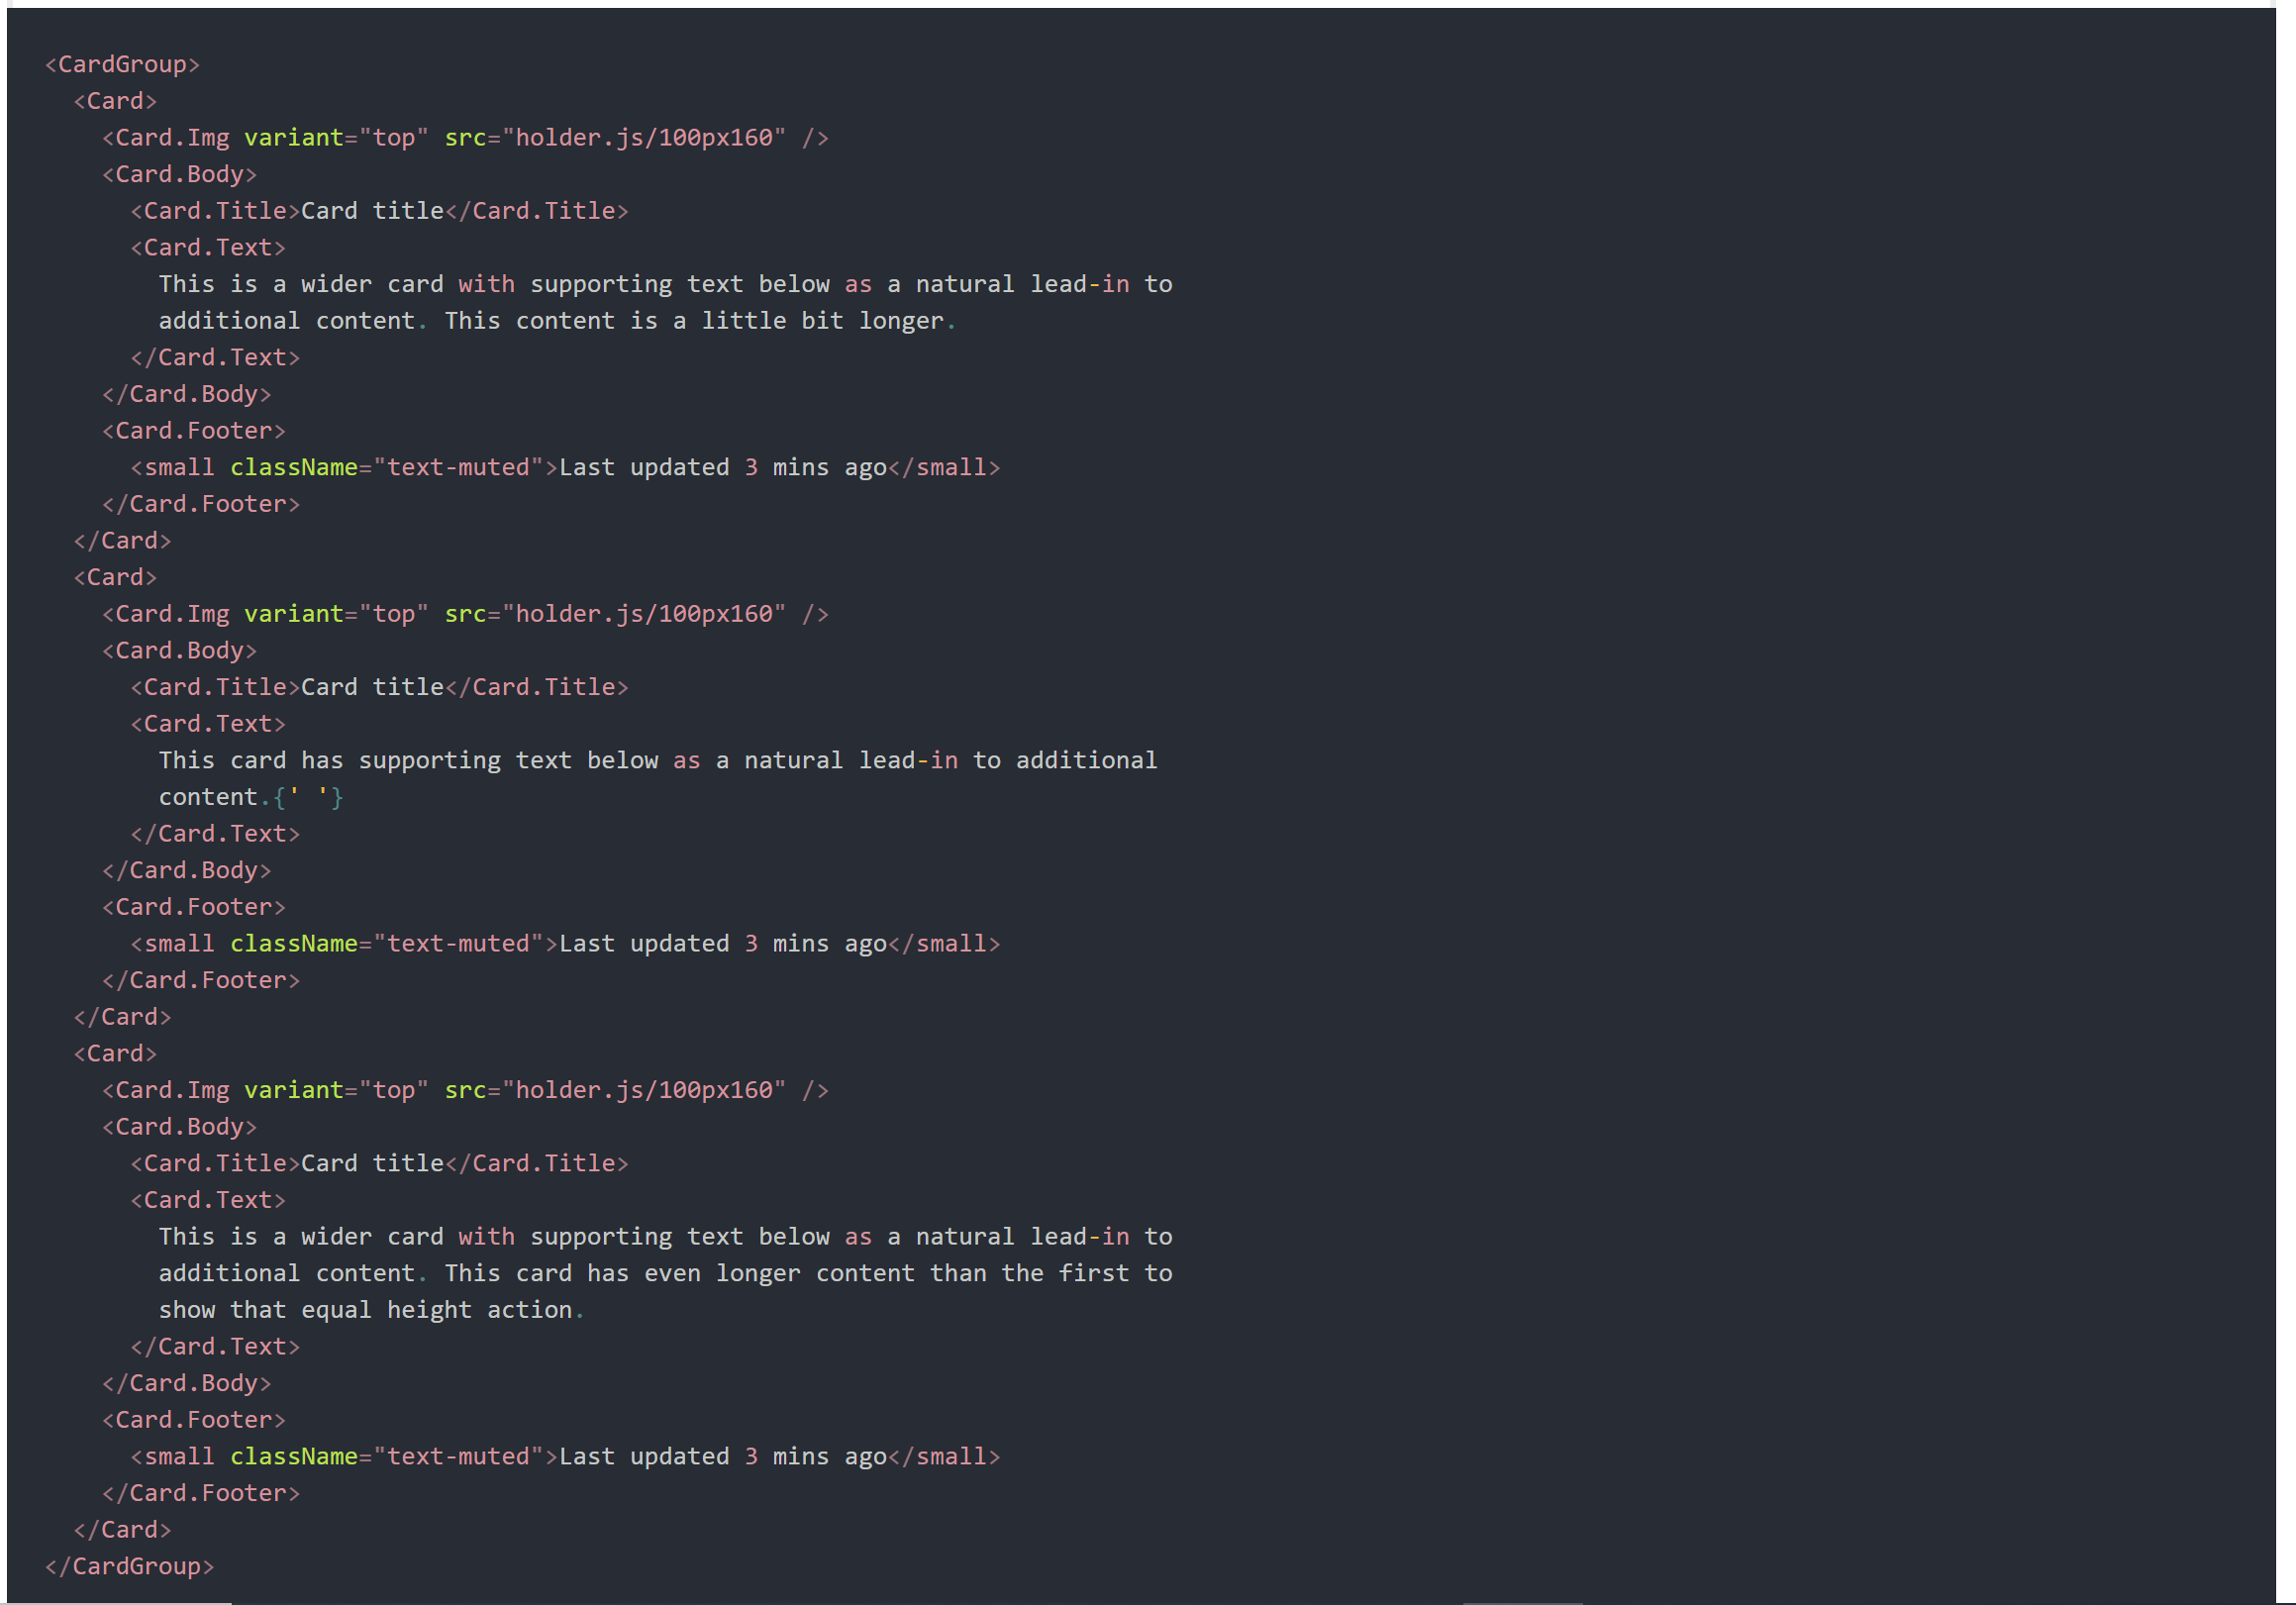 <CardGroup>
  <Card>
    <Card.Img variant="top" src="holder.js/100px160" />
    <Card.Body>
      <Card.Title>Card title</Card.Title>
      <Card.Text>
        This is a wider card with supporting text below as a natural lead-in to
        additional content. This content is a little bit longer.
      </Card.Text>
    </Card.Body>
    <Card.Footer>
      <small className="text-muted">Last updated 3 mins ago</small>
    </Card.Footer>
  </Card>
  <Card>
    <Card.Img variant="top" src="holder.js/100px160" />
    <Card.Body>
      <Card.Title>Card title</Card.Title>
      <Card.Text>
        This card has supporting text below as a natural lead-in to additional
        content.{' '}
      </Card.Text>
    </Card.Body>
    <Card.Footer>
      <small className="text-muted">Last updated 3 mins ago</small>
    </Card.Footer>
  </Card>
  <Card>
    <Card.Img variant="top" src="holder.js/100px160" />
    <Card.Body>
      <Card.Title>Card title</Card.Title>
      <Card.Text>
        This is a wider card with supporting text below as a natural lead-in to
        additional content. This card has even longer content than the first to
        show that equal height action.
      </Card.Text>
    </Card.Body>
    <Card.Footer>
      <small className="text-muted">Last updated 3 mins ago</small>
    </Card.Footer>
  </Card>
</CardGroup>